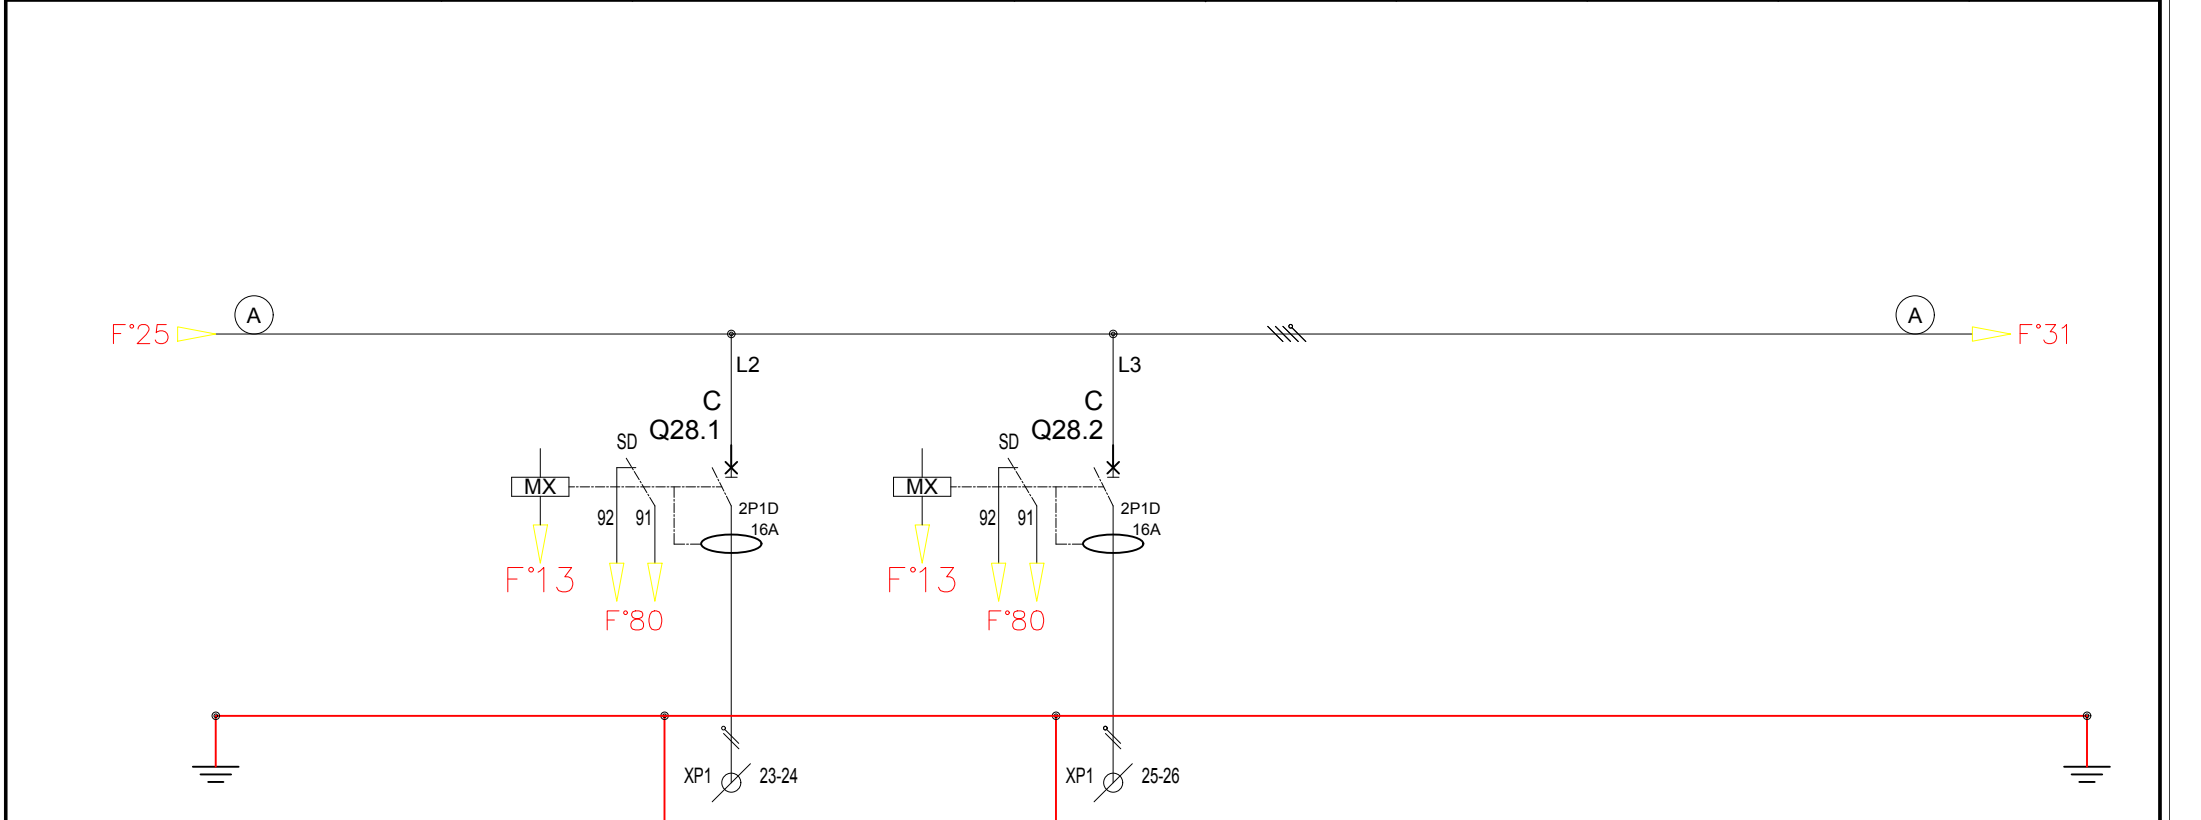 A
A
F°25
F°31
L2
L3
C
C
Q28.1
Q28.2
SD
SD
MX
MX
2P1D
2P1D
92
91
92
91
16A
16A
F°13
F°13
F°80
F°80
XP1
23-24
XP1
25-26